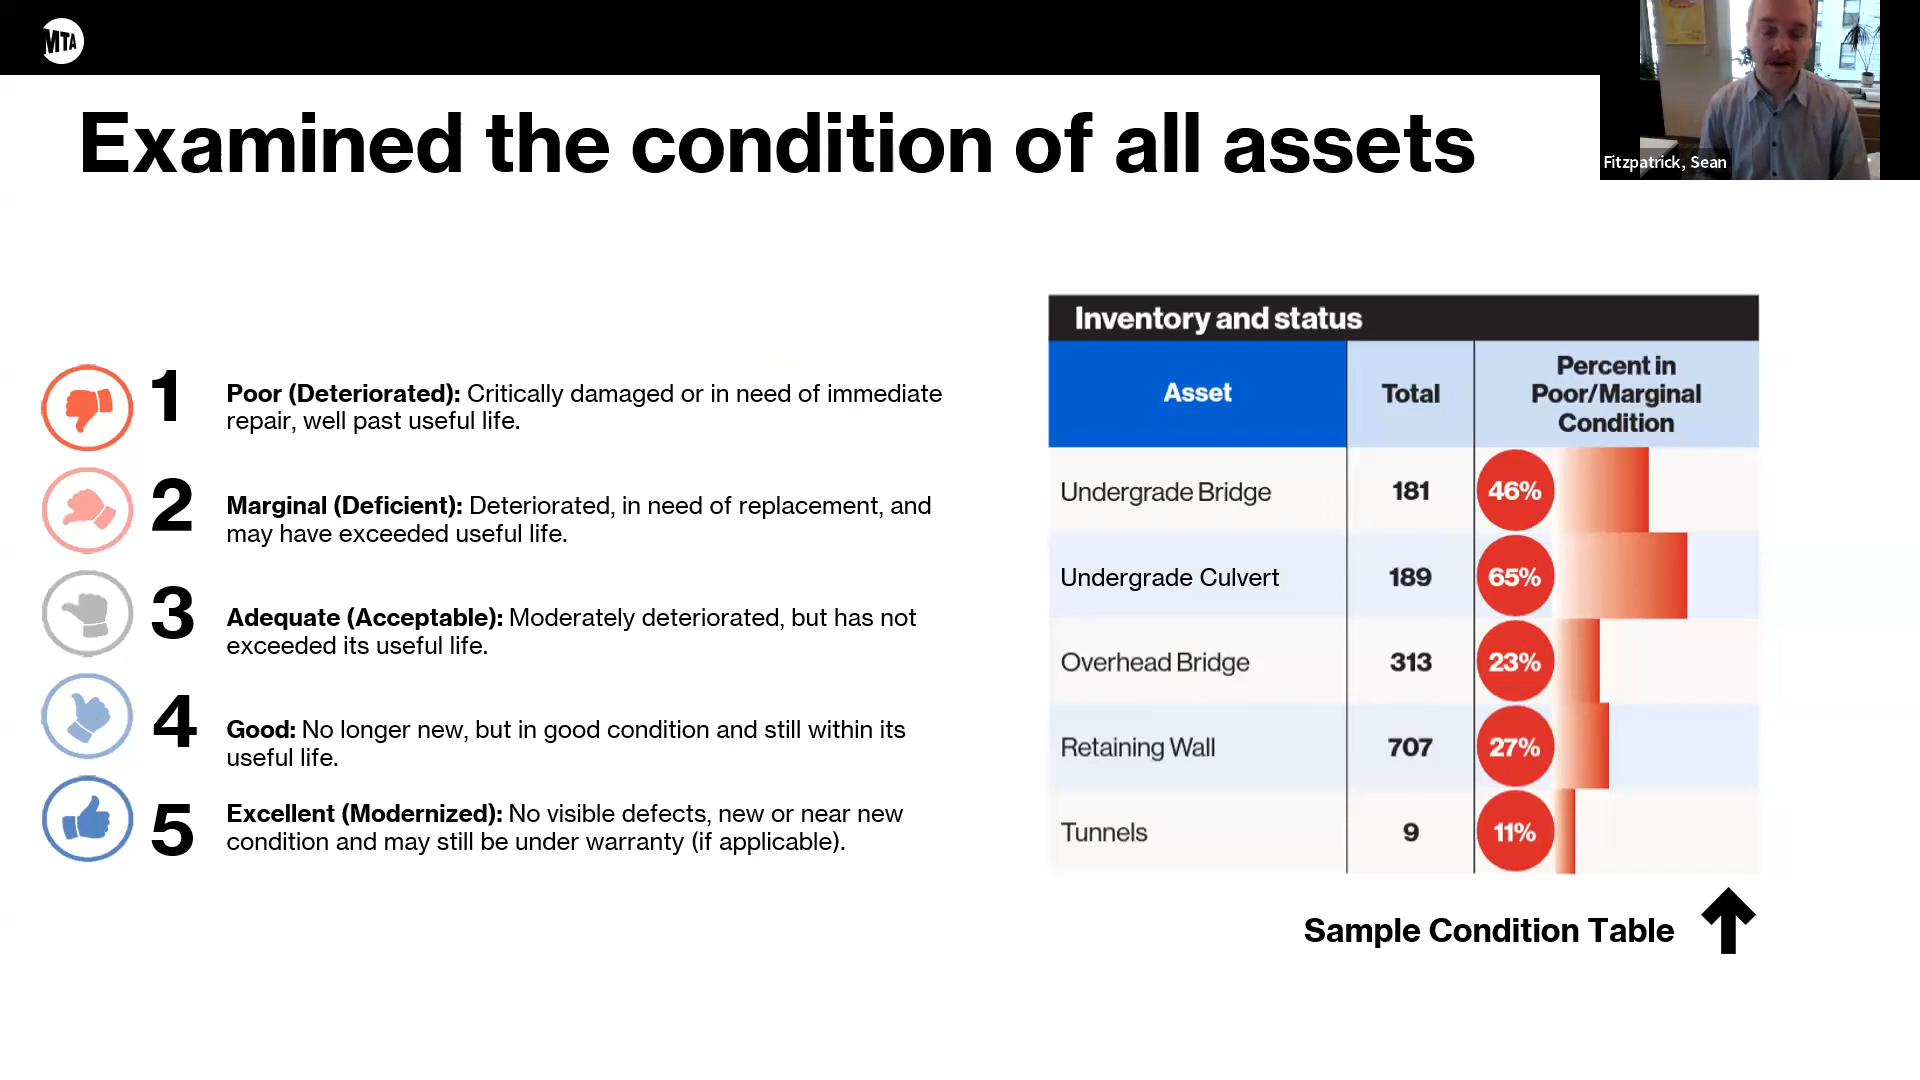 MTA
Fitzpatrick, Sean
Examined the condition of all assets
1
Poor (Deteriorated): Critically damaged or in need of immediate
repair, well past useful life.
2
Marginal (Deficient): Deteriorated, in need of replacement, and
may have exceeded useful life.
3
Adequate (Acceptable): Moderately deteriorated, but has not
exceeded its useful life.
4
Good: No longer new, but in good condition and still within its
useful life.
5
Excellent (Modernized): No visible defects, new or near new
condition and may still be under warranty (if applicable).
Inventory and status
Asset Total Percent in
Poor/Marginal
Condition
Undergrade Bridge 181 46%
Undergrade Culvert 189 65%
Overhead Bridge 313 23%
Retaining Wall 707 27%
Tunnels 9 11%
Sample Condition Table